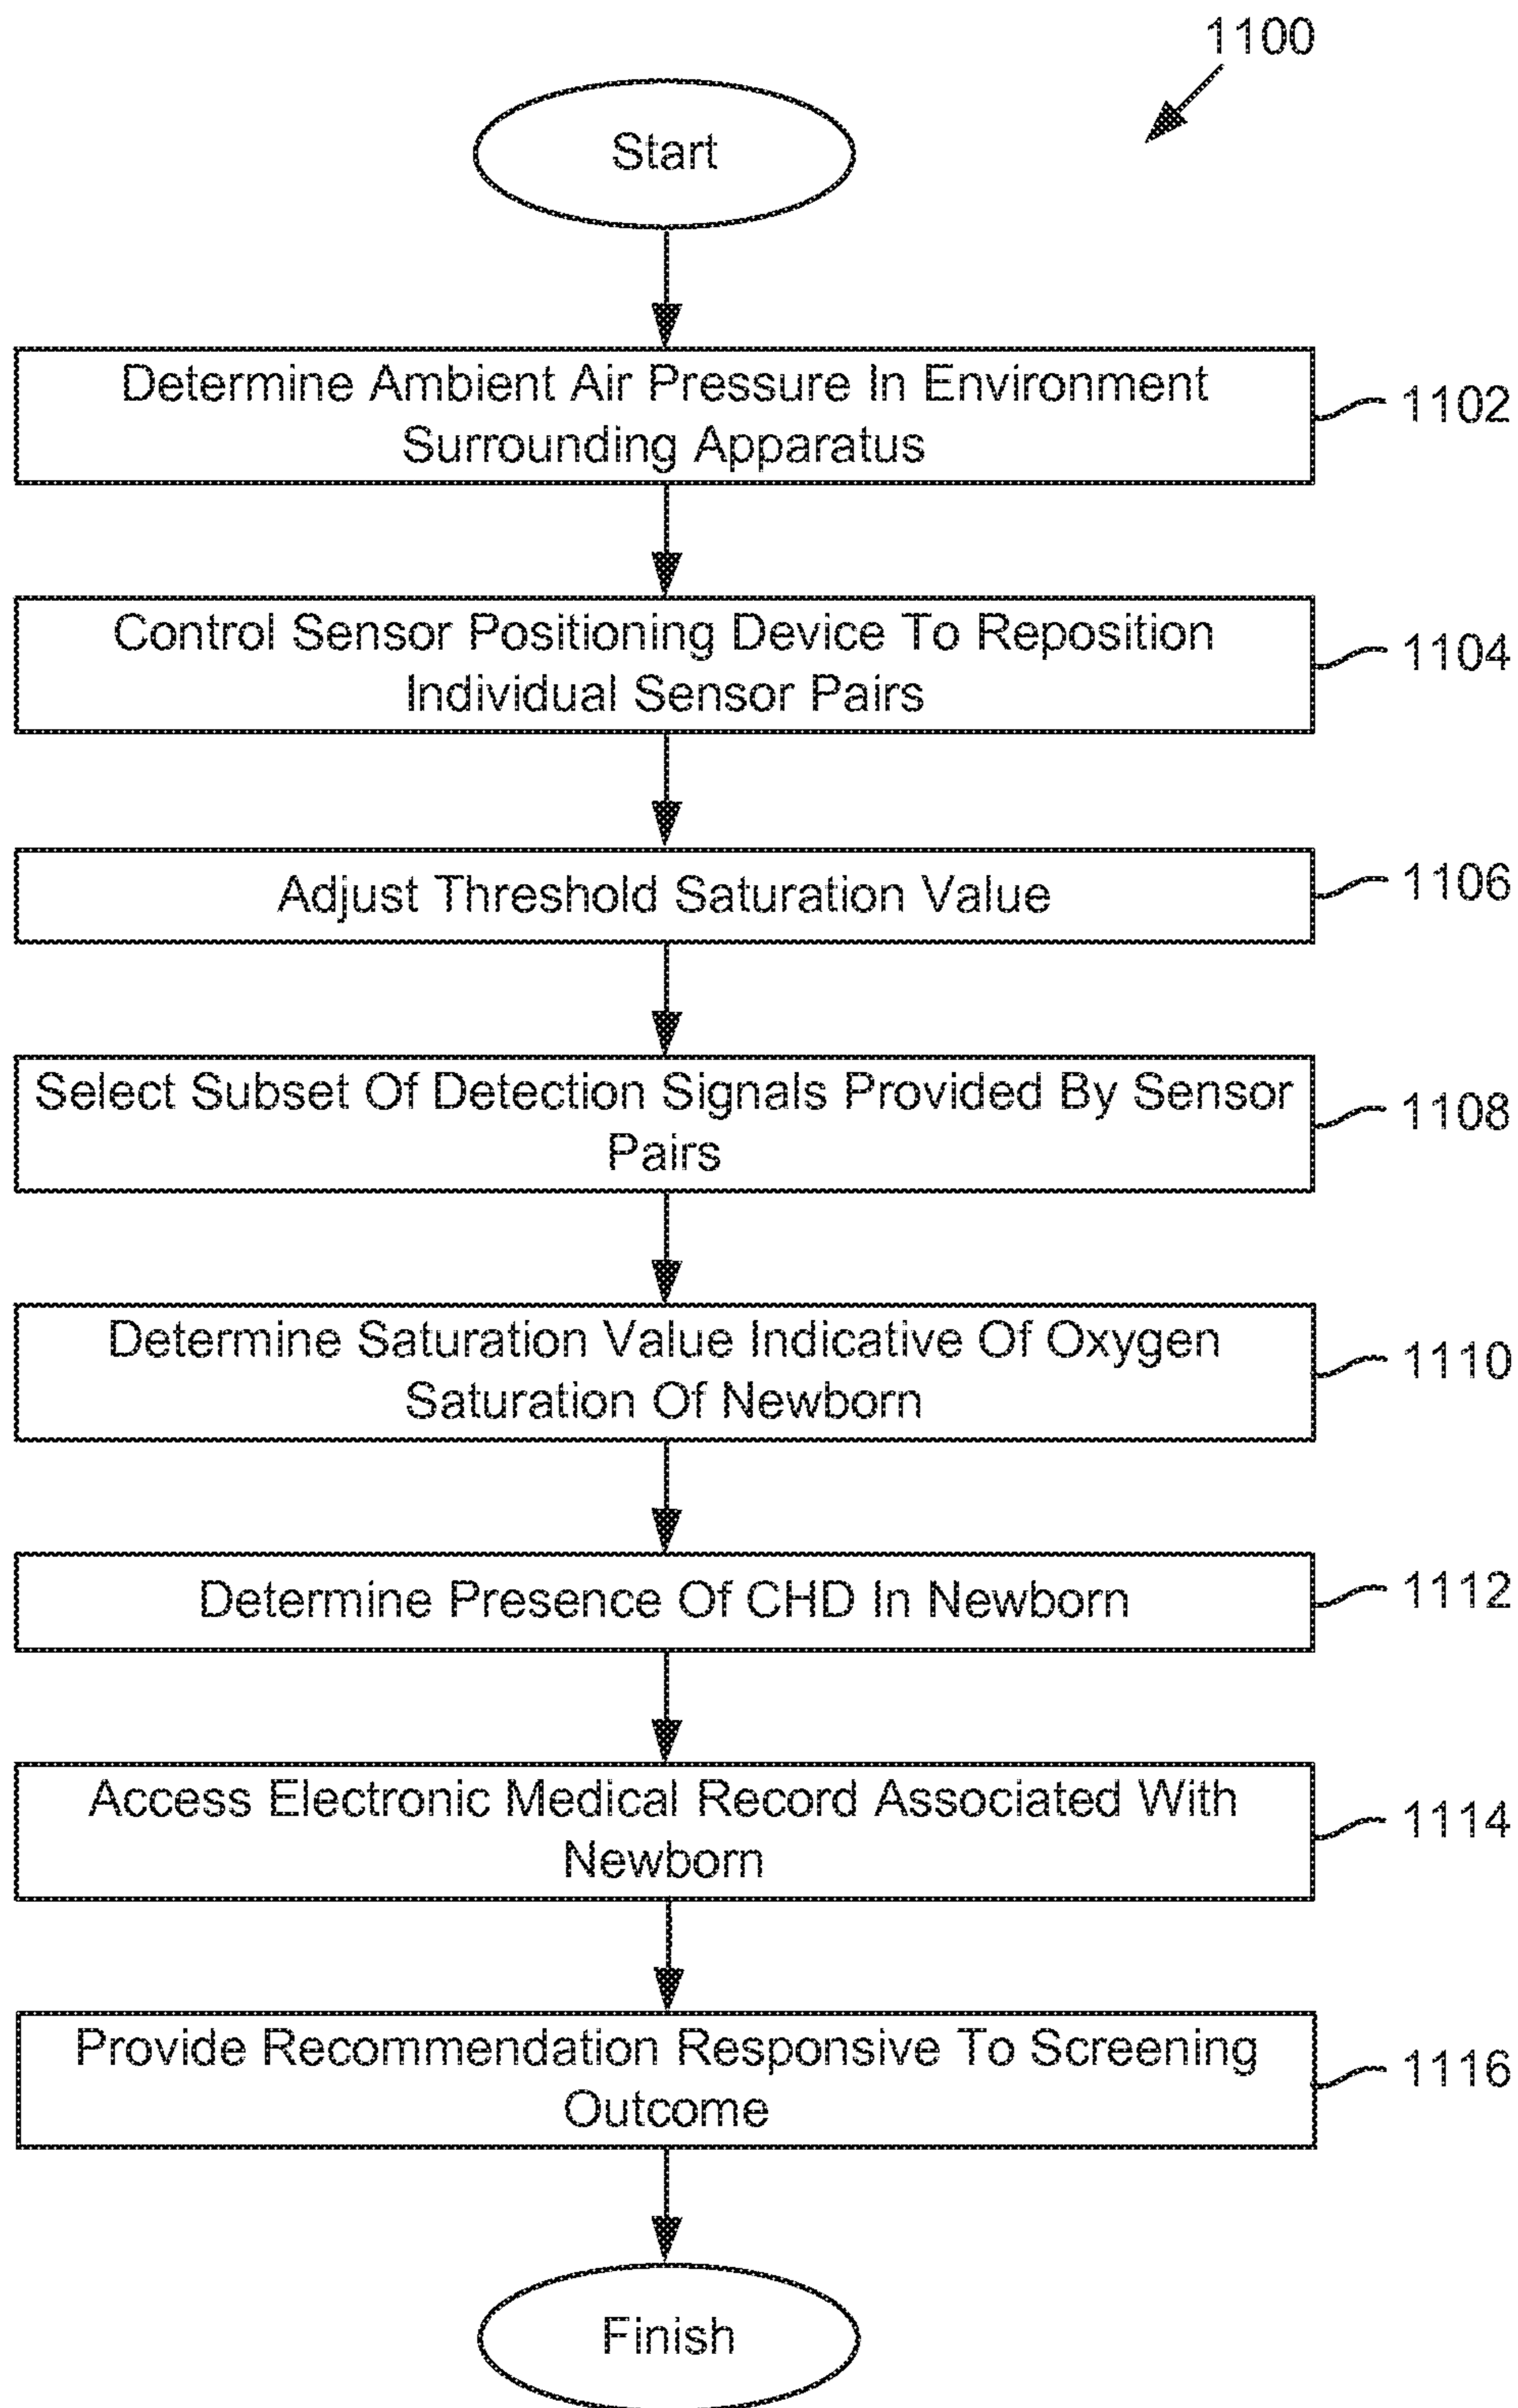 1100
Start
Determine Ambient Air Pressure In Environment
Surrounding Apparatus
1102
Control Sensor Positioning Device To Reposition
Individual Sensor Pairs
1104
Adjust Threshold Saturation Value
1106
Select Subset Of Detection Signals Provided By Sensor
Pairs
1108
Determine Saturation Value Indicative Of Oxygen
Saturation Of Newborn
1110
Determine Presence Of CHD In Newborn
1112
Access Electronic Medical Record Associated With
Newborn
1114
Provide Recommendation Responsive To Screening
Outcome
1116
Finish